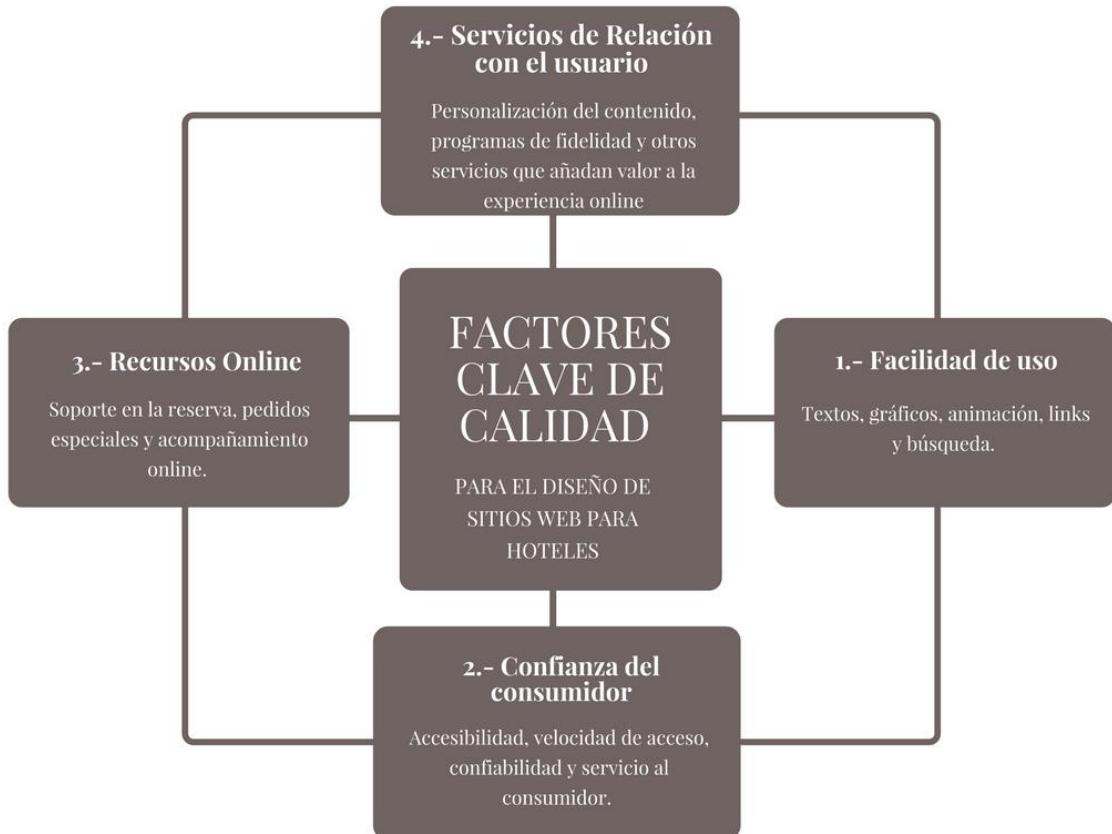 4.- Servicios de Relación
con el usuario
Personalización del contenido,
programas de fidelidad y otros
servicios que añadan valor a la
experiencia online
3.- Recursos Online
Soporte en la reserva, pedidos
especiales y acompañamiento
online.
FACTORES
CLAVE DE
CALIDAD
PARA EL DISEÑO DE
SITIOS WEB PARA
HOTELES
1.- Facilidad de uso
Textos, gráficos, animación, links
y búsqueda.
2.- Confianza del
consumidor
Accesibilidad, velocidad de acceso,
confiabilidad y servicio al
consumidor.